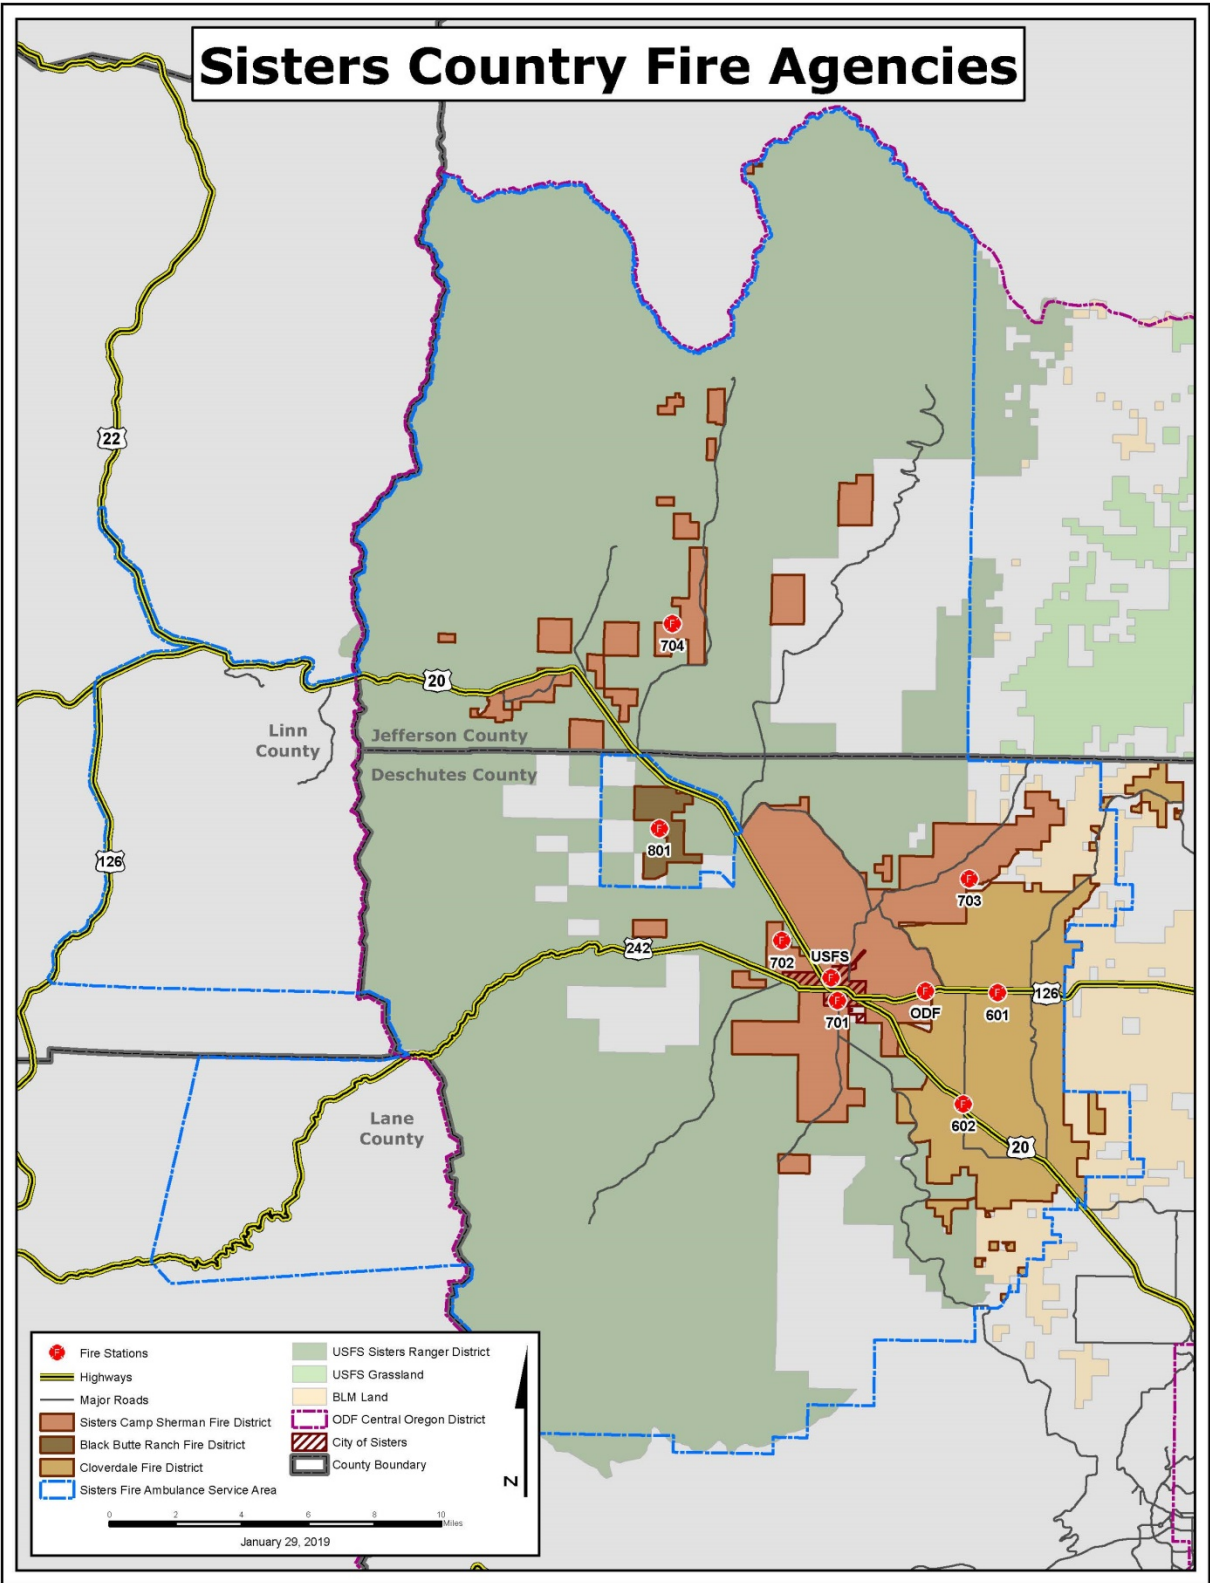 Sisters Country Fire Agencies
22
F
704
20
Linn
County
Jefferson County
Deschutes County
F
801
126
F
703
242
F
702
USFS
F
F
701
F
ODF
F
601
126
Lane
County
F
602
20
F Fire Stations
Highways
Major Roads
Sisters Camp Sherman Fire District
Black Butte Ranch Fire Dsitrict
Cloverdale Fire District
Sisters Fire Ambulance Service Area
USFS Sisters Ranger District
USFS Grassland
BLM Land
ODF Central Oregon District
City of Sisters
County Boundary
N
0 2 4 6 8 10
Miles
January 29, 2019